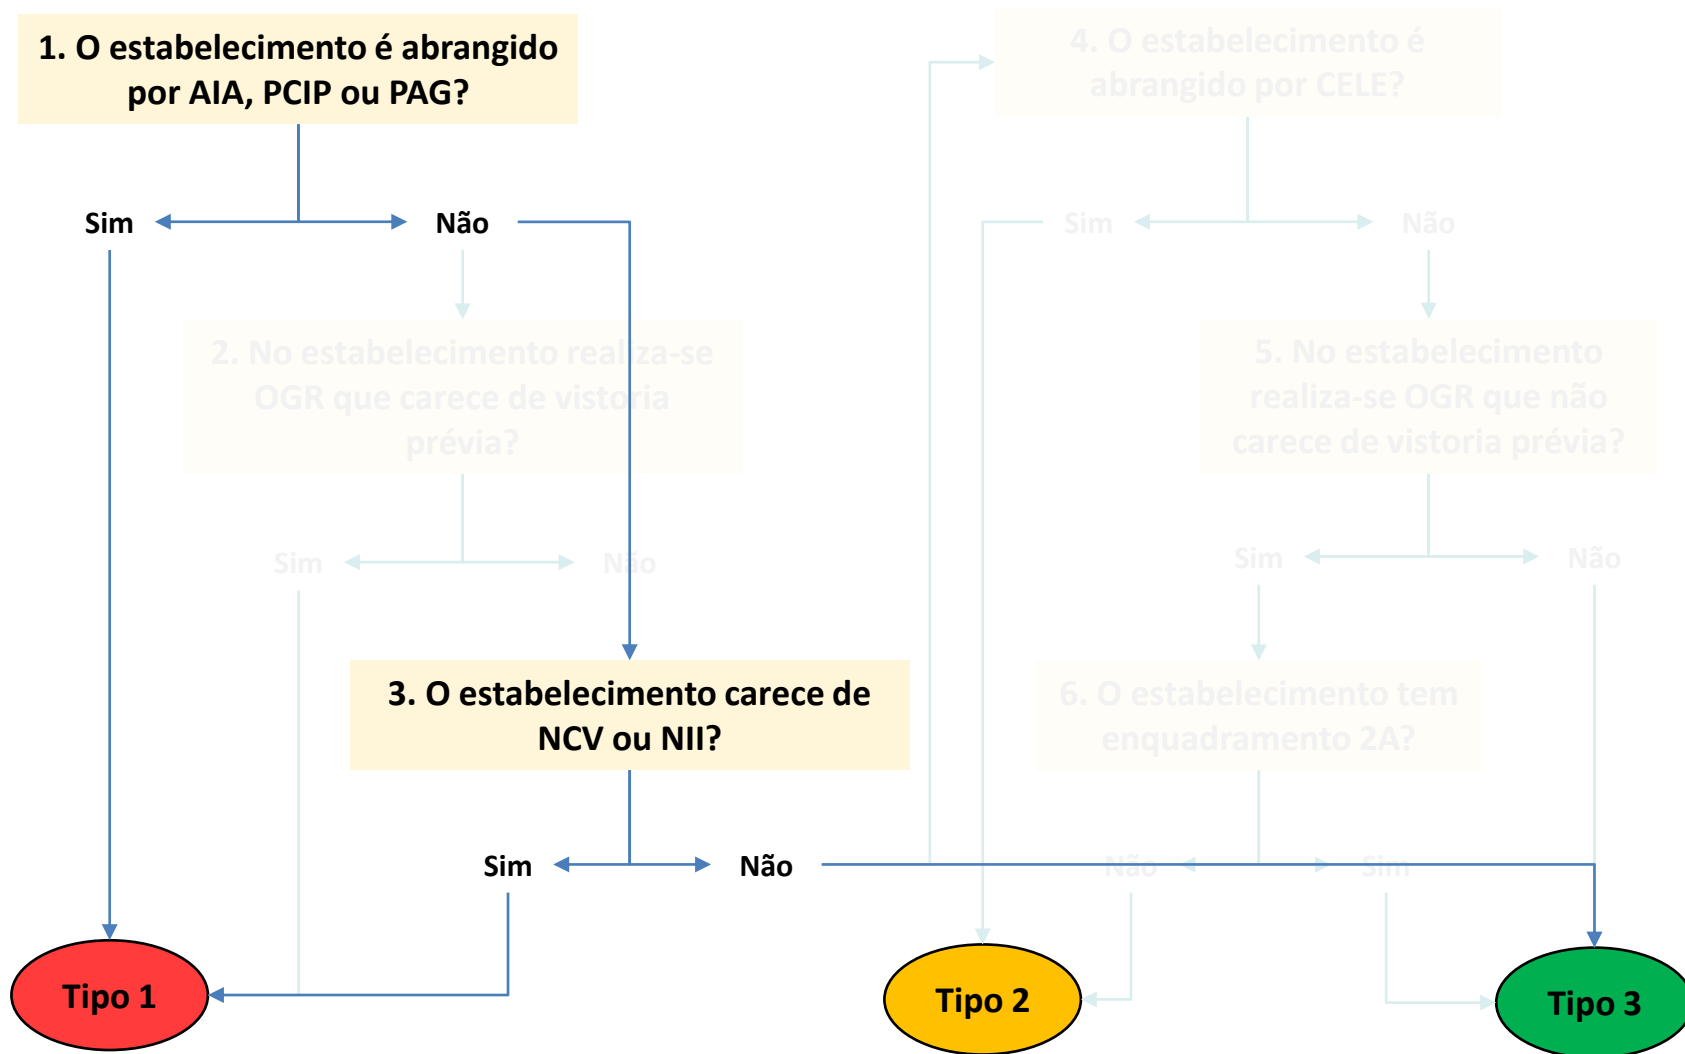 1. O estabelecimento é abrangido
por AIA, PCIP ou PAG?
Sim
Não
2. No estabelecimento realiza-se
OGR que carece de vistoria
prévia?
Sim
Não
3. O estabelecimento carece de
NCV ou NII?
Sim
Não
4. O estabelecimento é
abrangido por CELE?
Sim
Não
5. No estabelecimento
realiza-se OGR que não
carece de vistoria prévia?
Sim
Não
6. O estabelecimento tem
enquadramento 2A?
Não
Sim
Tipo 1
Tipo 2
Tipo 3